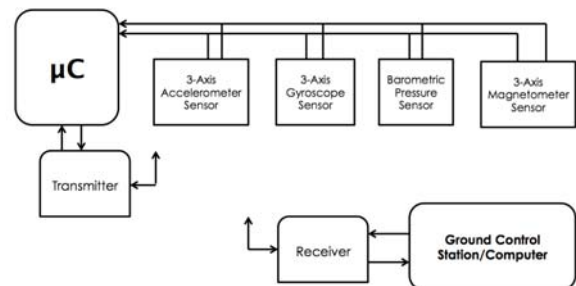 µC
3-Axis
Accelerometer
Sensor
3-Axis
Gyroscope
Sensor
Barometric
Pressure
Sensor
3-Axis
Magnetometer
Sensor
Transmitter
Receiver
Ground Control
Station/Computer